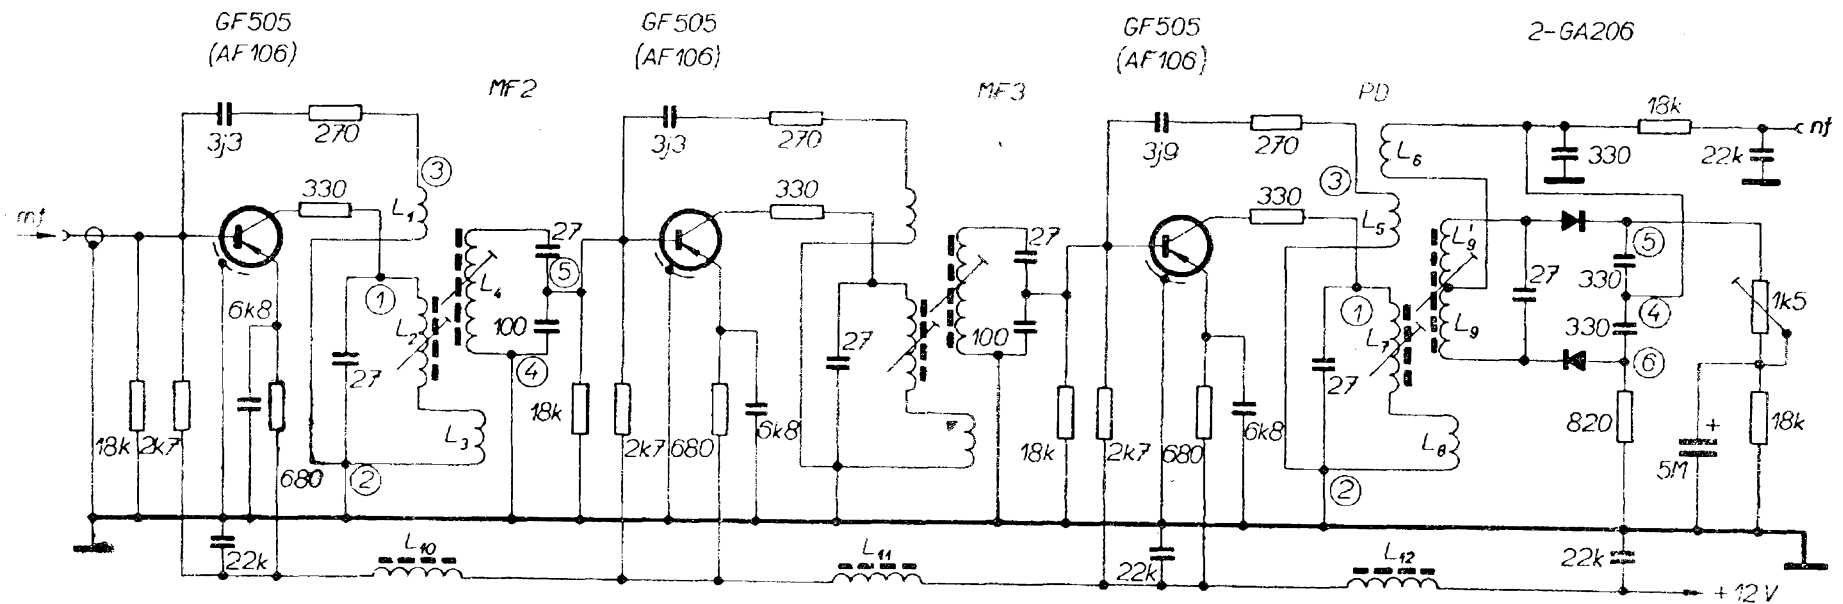 GF505
(AF106)
GF505
(AF106)
GF505
(AF106)
2-GA206
MF2
MF3
PD
3j3
270
3j3
270
3j9
270
18k
nf
L6
330
22k
3
330
L1
330
3
330
L5
mf
27
5
27
L9'
5
6k8
1
L4
L2
100
27
100
1
L7
27
330
4
1k5
330
27
4
27
27
L9
6
18k
2k7
680
L3
2
18k
2k7
680
6k8
18k
2k7
680
6k8
L8
2
820
+
5M
18k
22k
L10
L11
22k
L12
22k
+12V